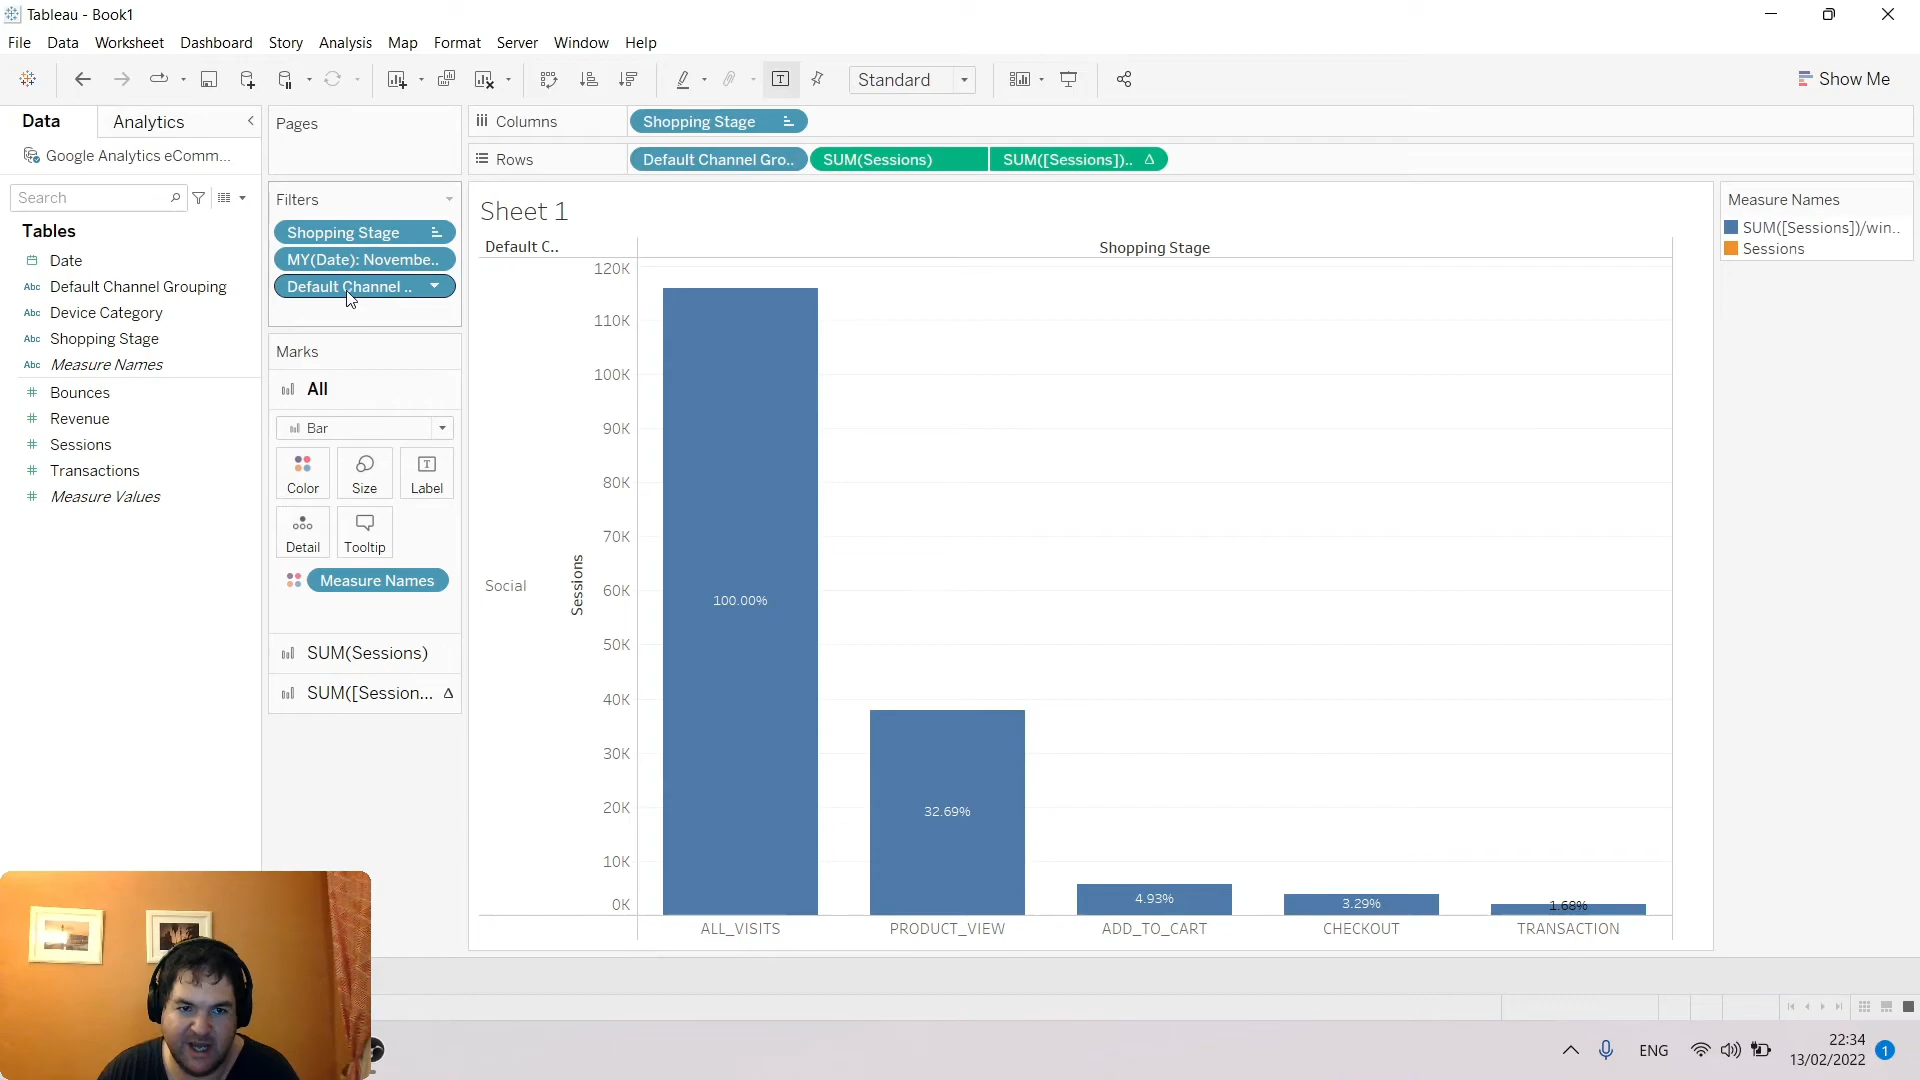 Tableau - Book1
File Data Worksheet Dashboard Story Analysis Map Format Server Window Help
Standard
Show Me
Data
Analytics
Google Analytics eComm...
Search
Tables
Date
Abc Default Channel Grouping
Abc Device Category
Abc Shopping Stage
Abc Measure Names
Bounces
Revenue
Sessions
Transactions
Measure Values
Pages
Filters
Shopping Stage
MY(Date): Novembe..
Default Channel ..
Marks
All
Bar
Color
Size
Label
Detail
Tooltip
Measure Names
SUM(Sessions)
SUM([Session...
Columns
Shopping Stage
Rows
Default Channel Gro..
SUM(Sessions)
SUM([Sessions])..
Sheet 1
Default C..
Shopping Stage
120K
110K
100K
90K
80K
70K
60K
50K
40K
30K
20K
10K
0K
Sessions
Social
100.00%
32.69%
4.93%
3.29%
1.68%
ALL_VISITS
PRODUCT_VIEW
ADD_TO_CART
CHECKOUT
TRANSACTION
Measure Names
SUM([Sessions])/win..
Sessions
ENG
22:34
13/02/2022
1